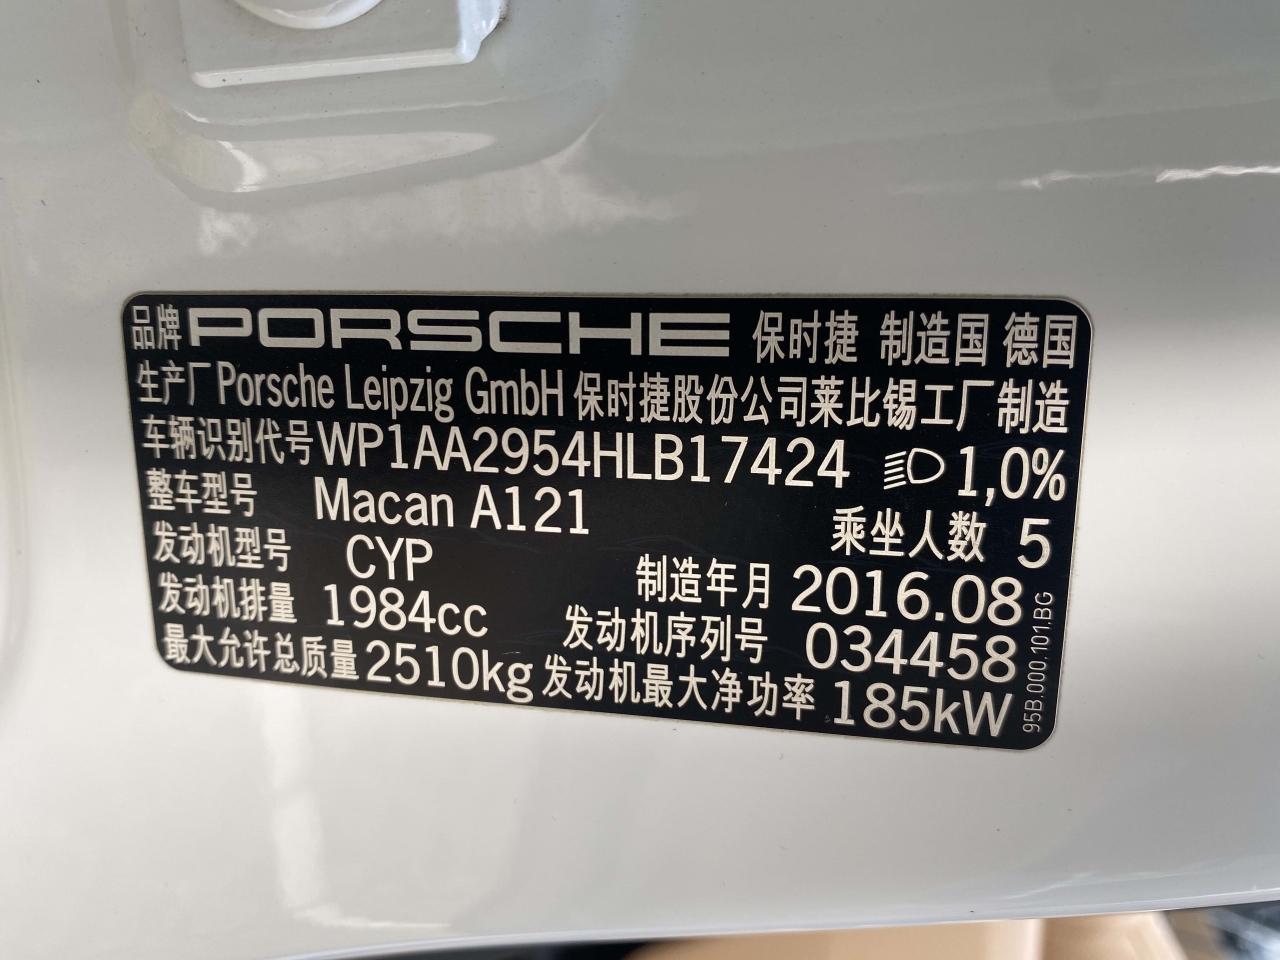 品牌 PORSCHE 保时捷 制造国 德国
生产厂 Porsche Leipzig GmbH 保时捷股份公司莱比锡工厂制造
车辆识别代号 WP1AA2954HLB17424 1,0%
整车型号 Macan A121 乘坐人数 5
发动机型号 CYP 制造年月 2016.08
发动机排量 1984cc 发动机序列号 034458
最大允许总质量 2510kg 发动机最大净功率 185kW
95B.000.101.BG